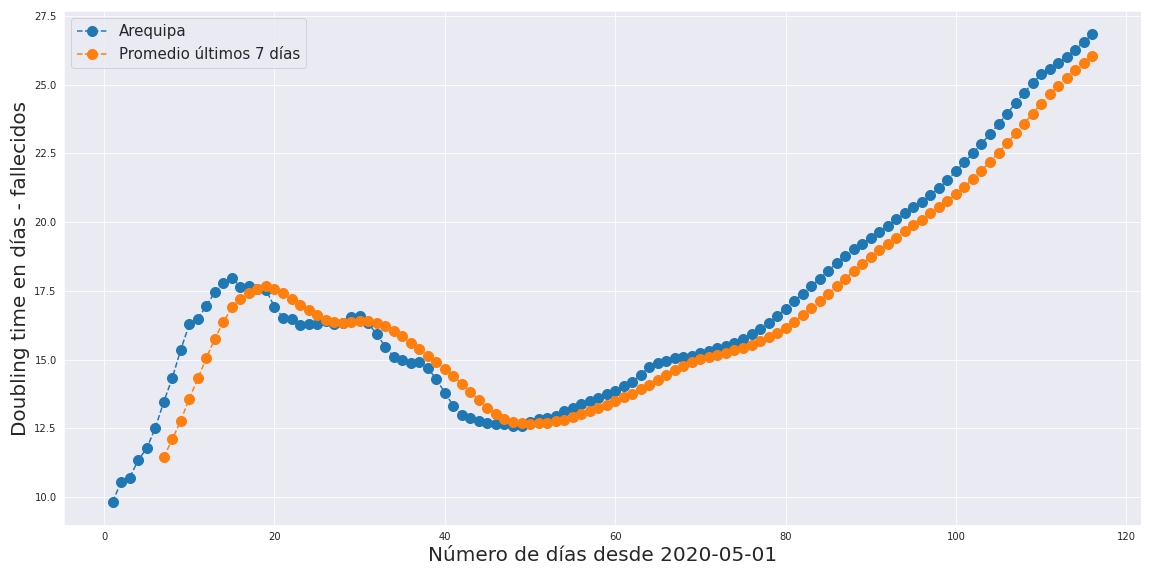 Arequipa
Promedio últimos 7 días
Doubling time en días - fallecidos
27.5
25.0
22.5
20.0
17.5
15.0
12.5
10.0
0 20 40 60 80 100 120
Número de días desde 2020-05-01